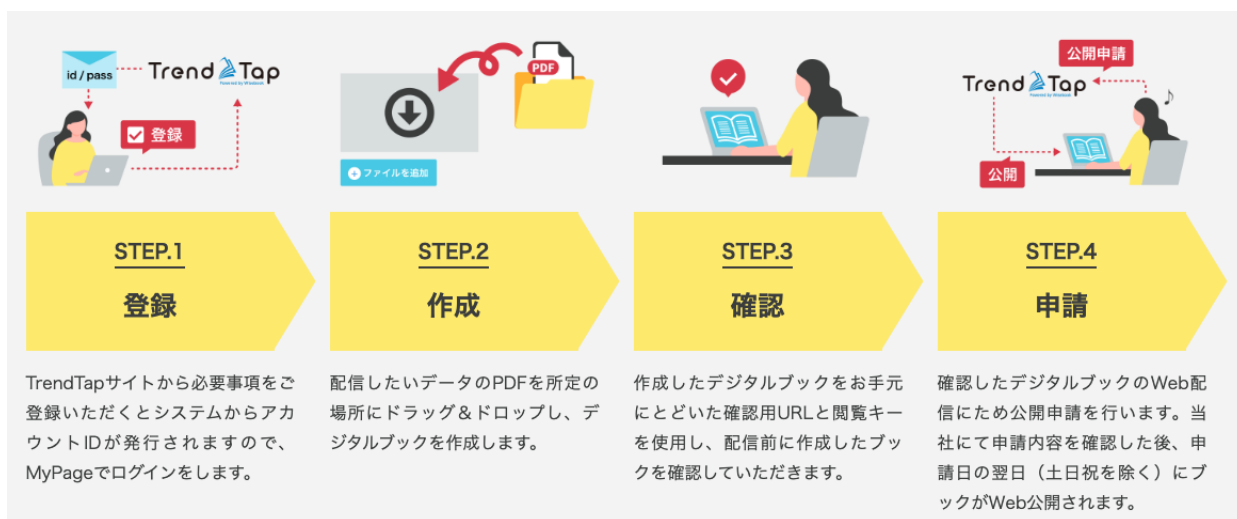 id / pass
Trend Tap
Powered by Wisebook
登録
PDF
ファイルを追加
公開申請
Trend Tap
Powered by Wisebook
公開
STEP.1
登録
TrendTapサイトから必要事項をご
登録いただくとシステムからアカ
ウントIDが発行されますので、
MyPageでログインをします。
STEP.2
作成
配信したいデータのPDFを所定の
場所にドラッグ＆ドロップし、デ
ジタルブックを作成します。
STEP.3
確認
作成したデジタルブックをお手元
にとどいた確認用URLと閲覧キー
を使用し、配信前に作成したブッ
クを確認していただきます。
STEP.4
申請
確認したデジタルブックのWeb配
信にため公開申請を行います。当
社にて申請内容を確認した後、申
請日の翌日（土日祝を除く）にブ
ックがWeb公開されます。